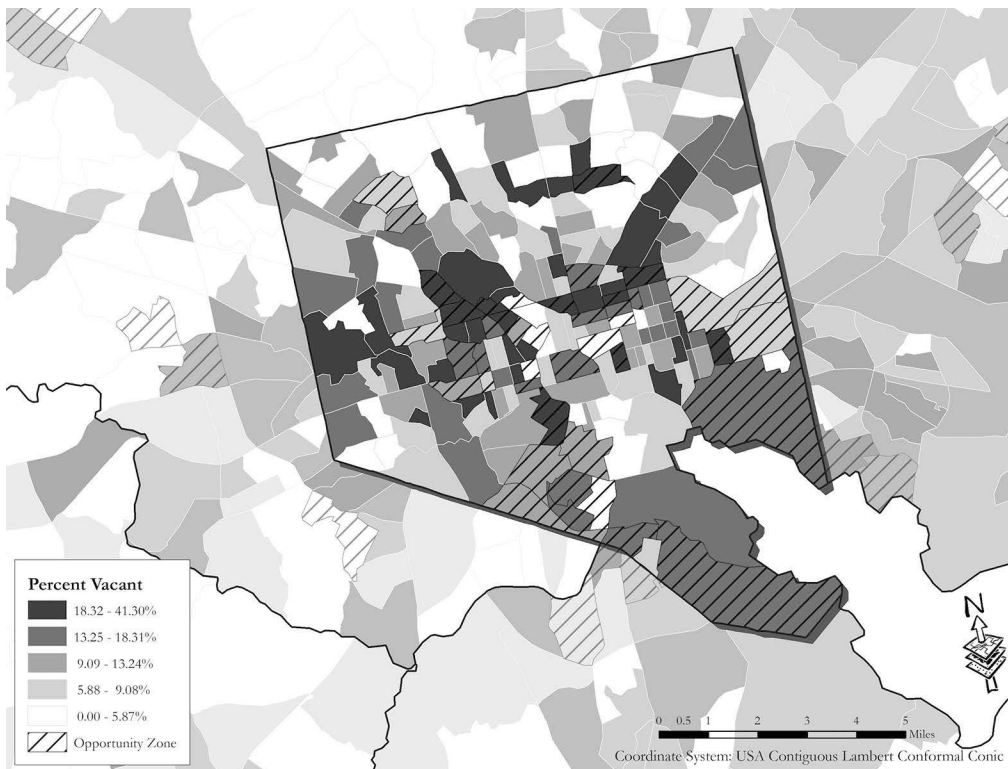 Percent Vacant
18.32 - 41.30%
13.25 - 18.31%
9.09 - 13.24%
5.88 - 9.08%
0.00 - 5.87%
Opportunity Zone
N
0 0.5 1 2 3 4 5
Miles
Coordinate System: USA Contiguous Lambert Conformal Conic